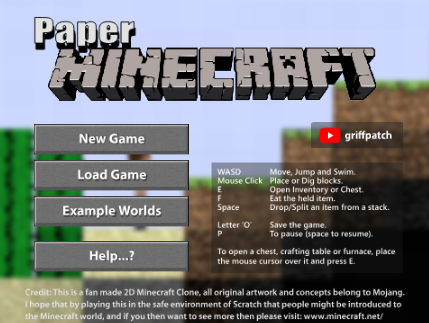 Paper
MINECRAFT
griffpatch
New Game
Load Game
Example Worlds
Help...?
WASD Move, Jump and Swim.
Mouse Click Place or Dig blocks.
E Open Inventory or Chest.
F Eat the held item.
Space Drop/Split an item from a stack.
Letter 'O' Save the game.
P To pause (space to resume).
To open a chest, crafting table or furnace, place
the mouse cursor over it and press E.
Credit: This is a fan made 2D Minecraft Clone, all original artwork and concepts belong to Mojang.
I hope that by playing this in the safe environment of Scratch that people might be introduced to
the Minecraft world, and if you then want to see more then please visit: www.minecraft.net/